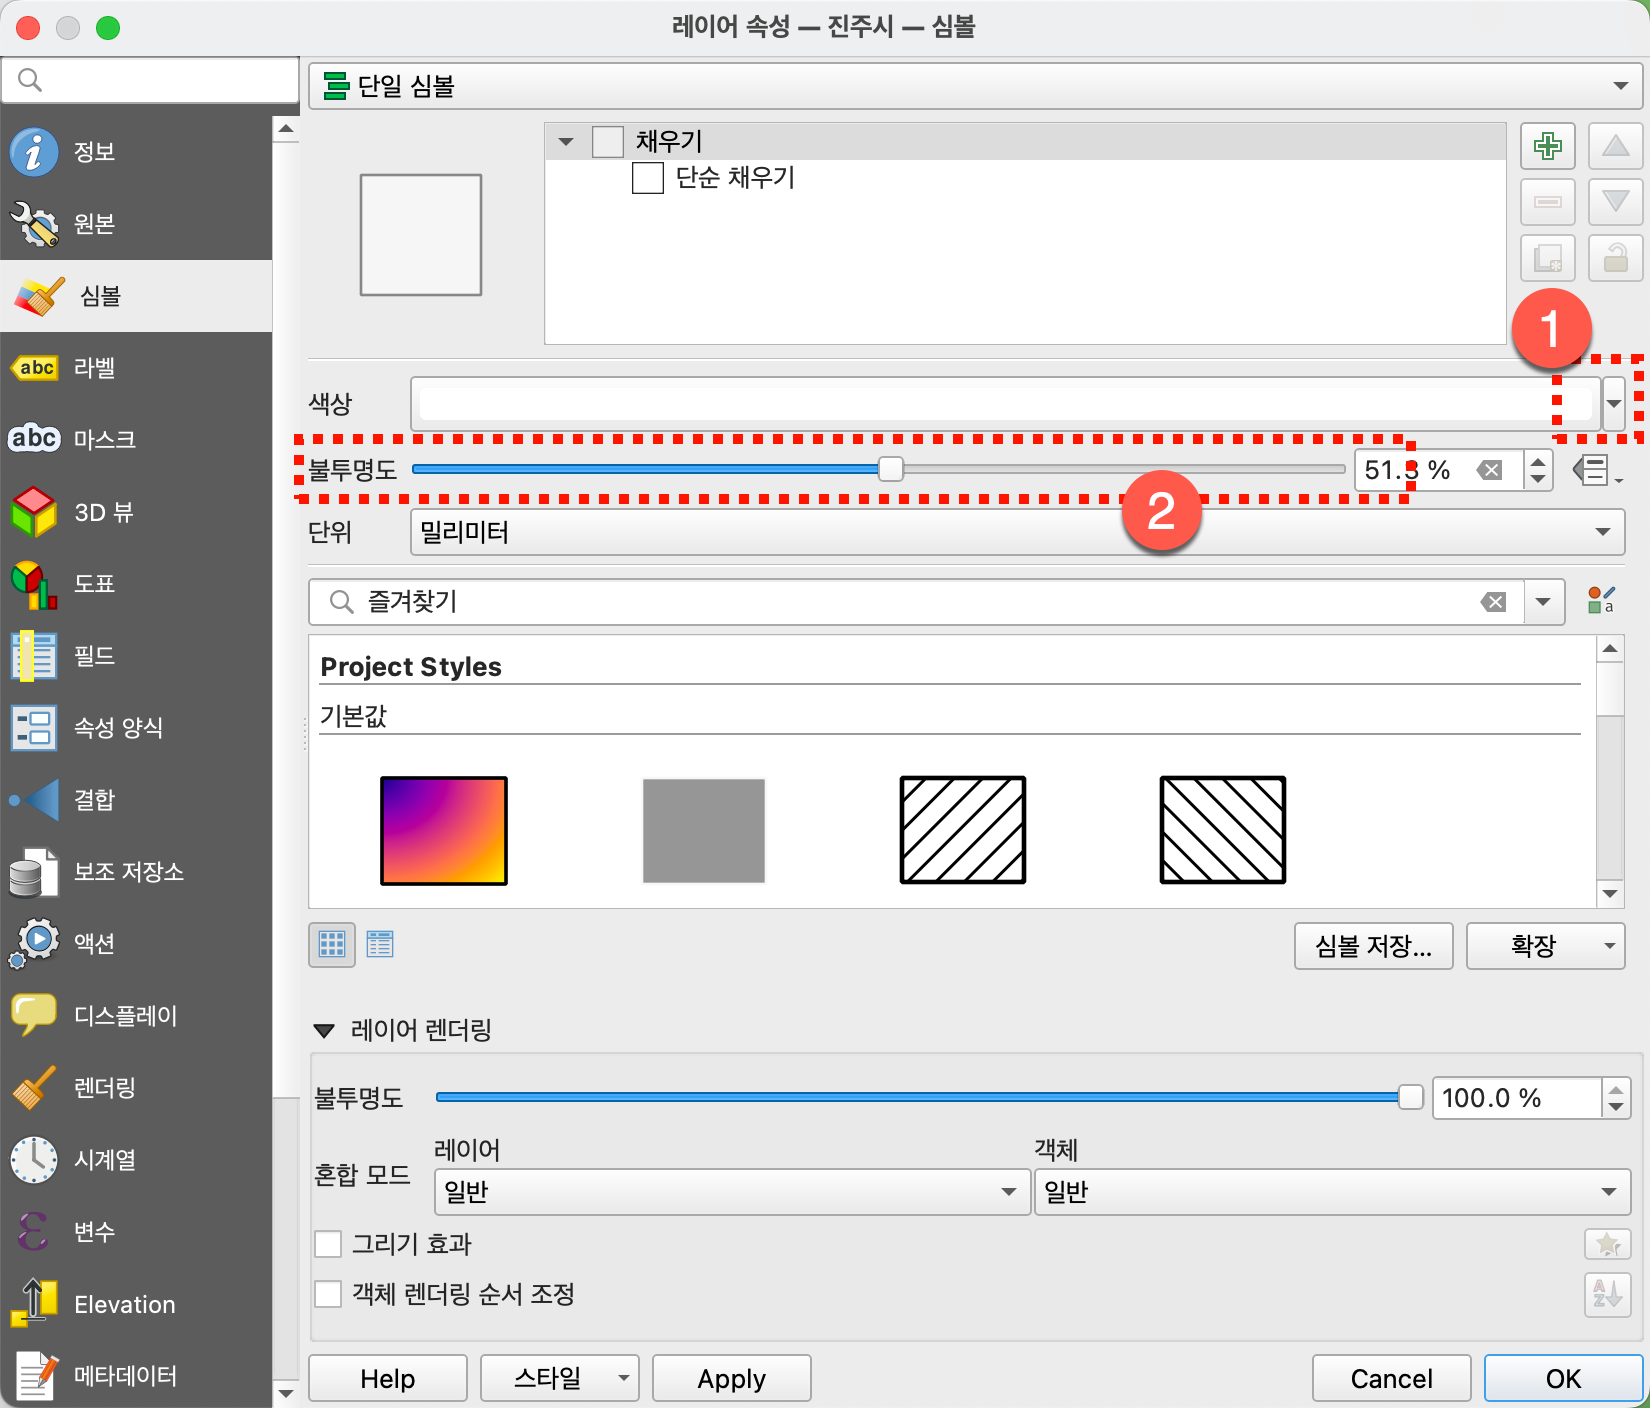 레이어 속성 — 진주시 — 심볼
정보
원본
심볼
abc 라벨
abc 마스크
3D 뷰
도표
필드
속성 양식
결합
보조 저장소
액션
디스플레이
렌더링
시계열
변수
Elevation
메타데이터
단일 심볼
채우기
단순 채우기
1
색상
불투명도
51.3 %
2
단위
밀리미터
즐겨찾기
a
Project Styles
기본값
심볼 저장...
확장
레이어 렌더링
불투명도
100.0 %
혼합 모드
레이어
객체
일반
일반
그리기 효과
객체 렌더링 순서 조정
A
Z
Help
스타일
Apply
Cancel
OK